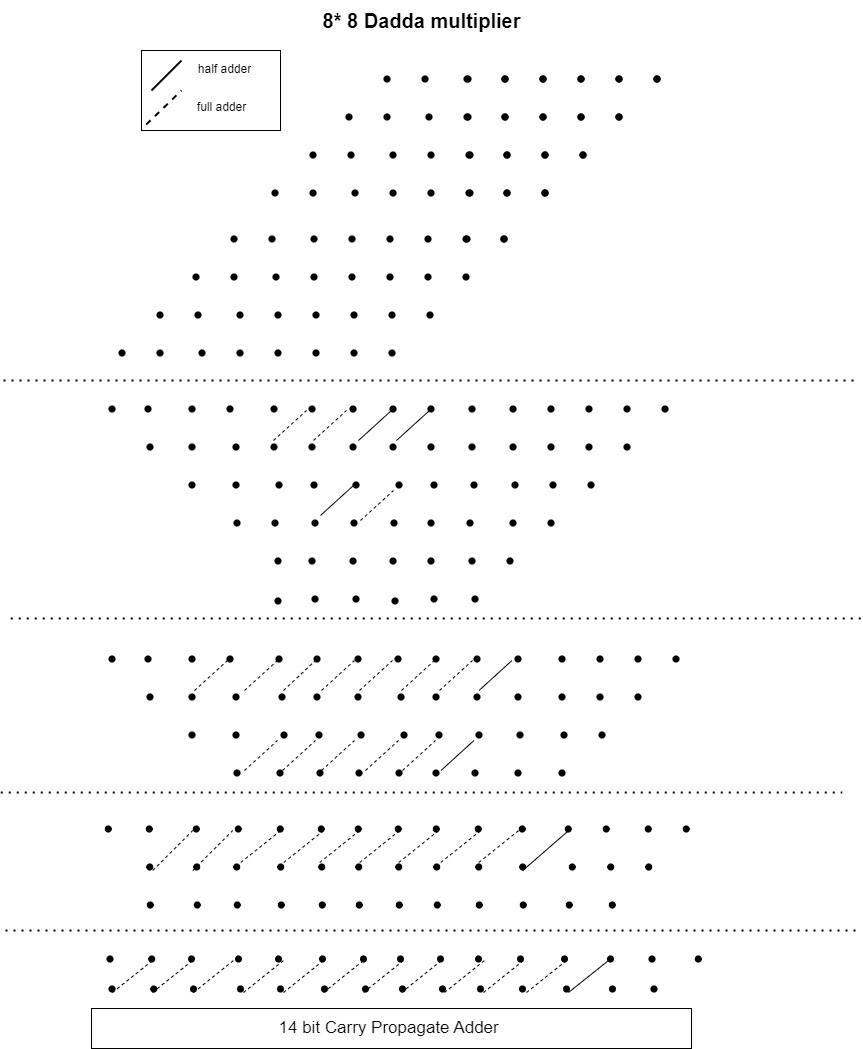 8* 8 Dadda multiplier
half adder
full adder
14 bit Carry Propagate Adder